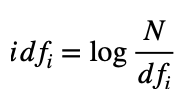 idf_i = log N/df_i